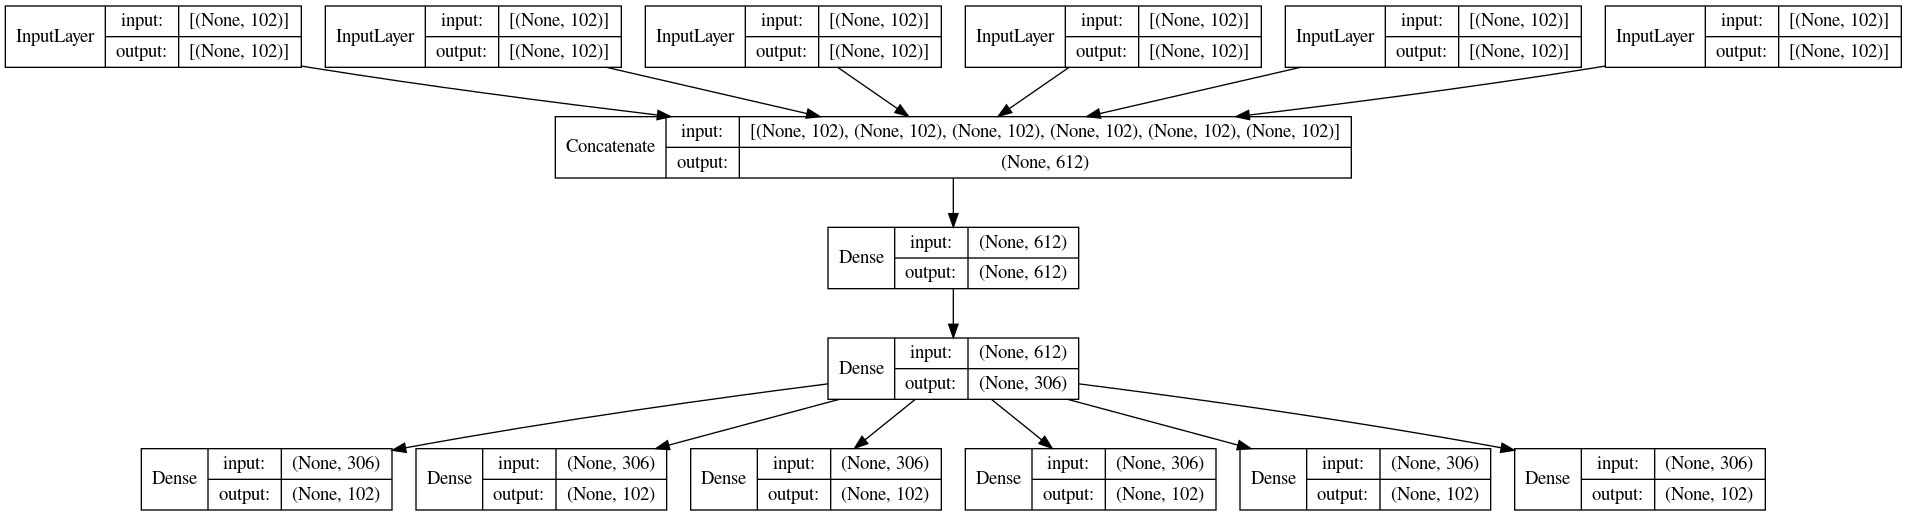 InputLayer input: [(None, 102)] output: [(None, 102)]
InputLayer input: [(None, 102)] output: [(None, 102)]
InputLayer input: [(None, 102)] output: [(None, 102)]
InputLayer input: [(None, 102)] output: [(None, 102)]
InputLayer input: [(None, 102)] output: [(None, 102)]
InputLayer input: [(None, 102)] output: [(None, 102)]
Concatenate input: [(None, 102), (None, 102), (None, 102), (None, 102), (None, 102), (None, 102)] output: (None, 612)
Dense input: (None, 612) output: (None, 612)
Dense input: (None, 612) output: (None, 306)
Dense input: (None, 306) output: (None, 102)
Dense input: (None, 306) output: (None, 102)
Dense input: (None, 306) output: (None, 102)
Dense input: (None, 306) output: (None, 102)
Dense input: (None, 306) output: (None, 102)
Dense input: (None, 306) output: (None, 102)